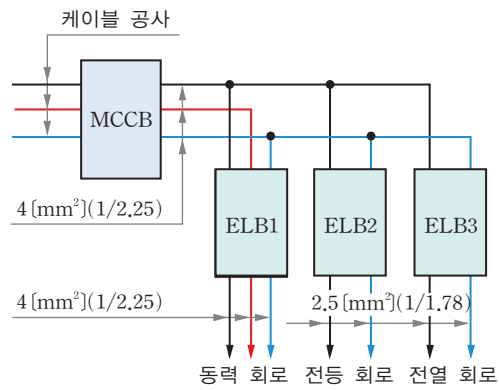 케이블 공사
MCCB
4〔mm²〕(1/2.25)
ELB1 ELB2 ELB3
4〔mm²〕(1/2.25) 2.5〔mm²〕(1/1.78)
동력 회로 전등 회로 전열 회로